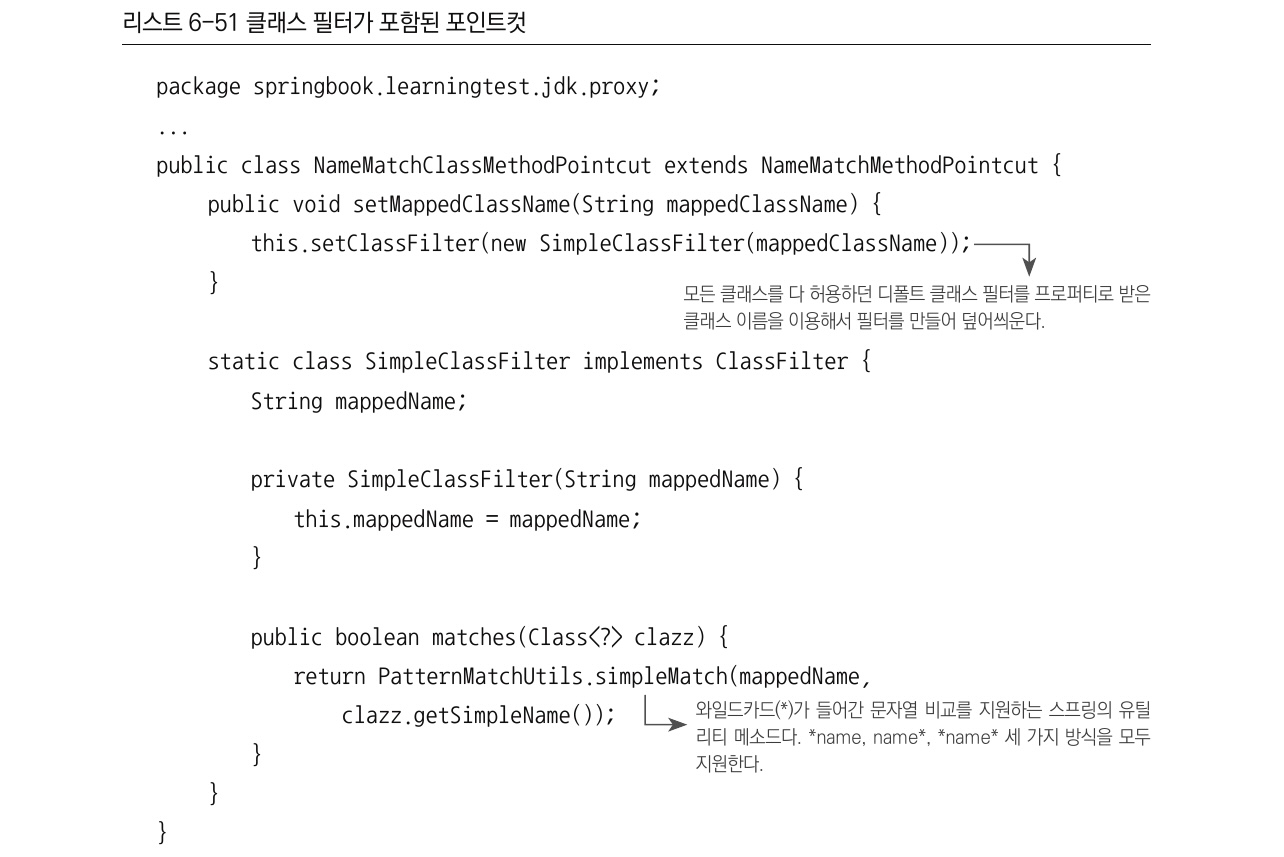 리스트 6-51 클래스 필터가 포함된 포인트컷
package springbook.learningtest.jdk.proxy;
...
public class NameMatchClassMethodPointcut extends NameMatchMethodPointcut {
public void setMappedClassName(String mappedClassName) {
this.setClassFilter(new SimpleClassFilter(mappedClassName));
}
모든 클래스를 다 허용하던 디폴트 클래스 필터를 프로퍼티로 받은
클래스 이름을 이용해서 필터를 만들어 덮어씌운다.
static class SimpleClassFilter implements ClassFilter {
String mappedName;
private SimpleClassFilter(String mappedName) {
this.mappedName = mappedName;
}
public boolean matches(Class<?> clazz) {
return PatternMatchUtils.simpleMatch(mappedName,
clazz.getSimpleName());
와일드카드(*)가 들어간 문자열 비교를 지원하는 스프링의 유틸
리티 메소드다. *name, name*, *name* 세 가지 방식을 모두
지원한다.
}
}
}